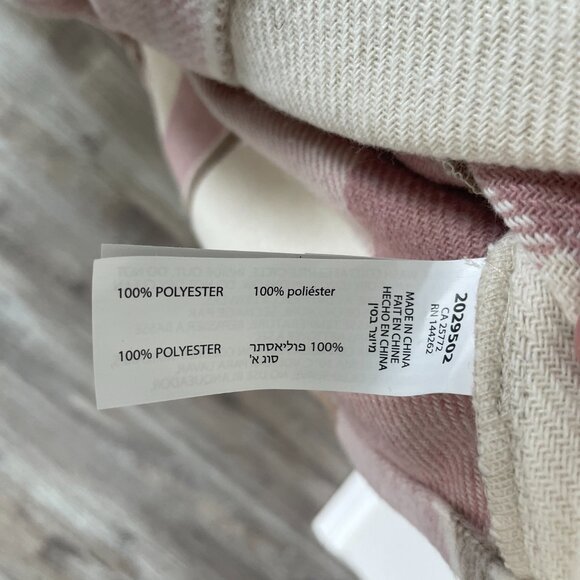 100% POLYESTER
100% poliéster
100% POLYESTER
100% פוליאסתר
סוג א'
MADE IN CHINA
FAIT EN CHINE
HECHO EN CHINA
מיוצר בסין
2029502
CA 25772
RN 144262